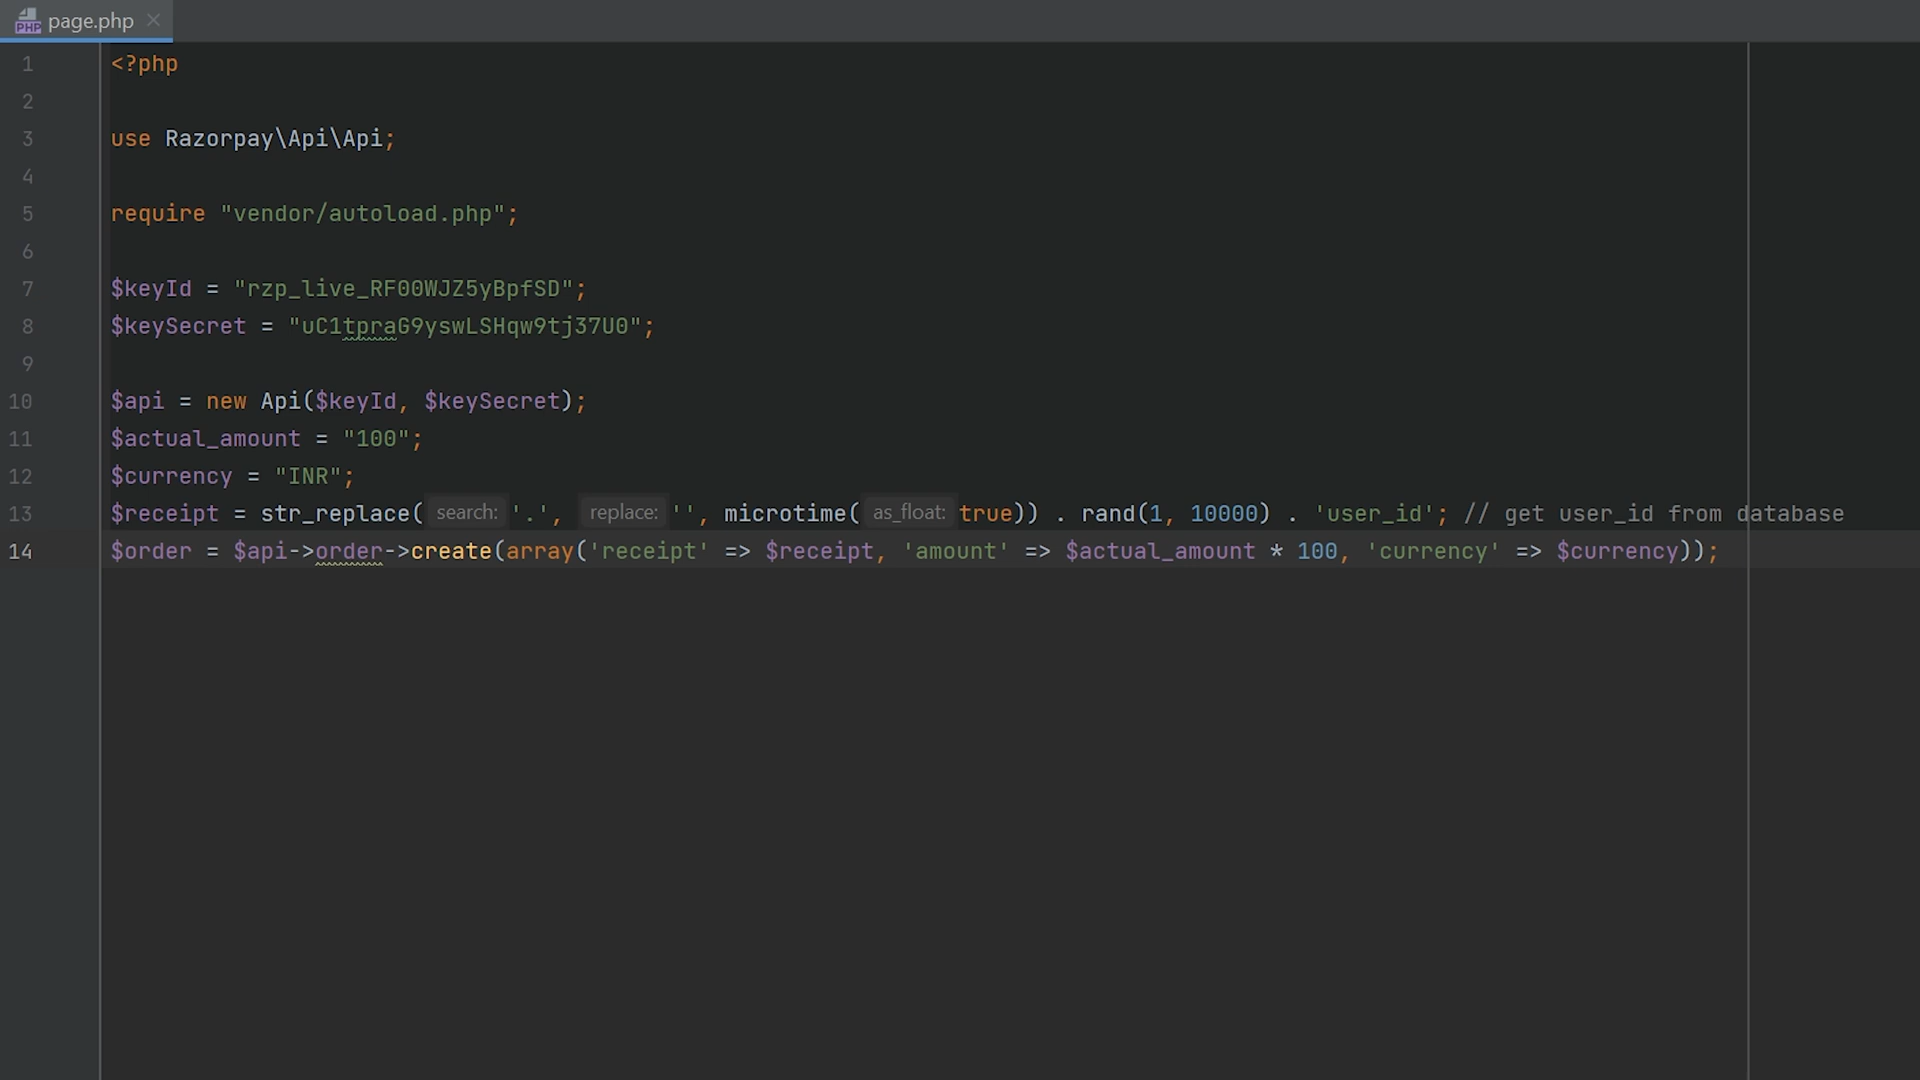 page.php
1 <?php
2
3 use Razorpay\Api\Api;
4
5 require "vendor/autoload.php";
6
7 $keyId = "rzp_live_RF00WJZ5yBpfSD";
8 $keySecret = "uC1tpraG9yswLSHqw9tj37U0";
9
10 $api = new Api($keyId, $keySecret);
11 $actual_amount = "100";
12 $currency = "INR";
13 $receipt = str_replace( search: '.', replace: '', microtime( as_float: true)) . rand(1, 10000) . 'user_id'; // get user_id from database
14 $order = $api->order->create(array('receipt' => $receipt, 'amount' => $actual_amount * 100, 'currency' => $currency));